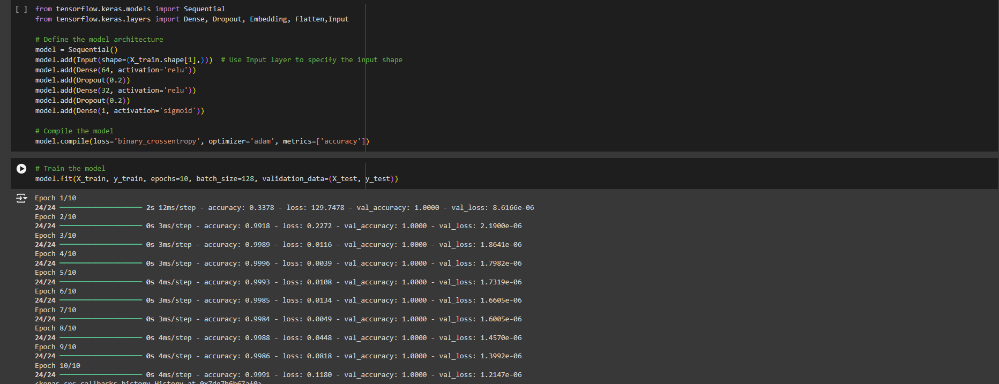 [ ] from tensorflow.keras.models import Sequential
from tensorflow.keras.layers import Dense, Dropout, Embedding, Flatten,Input
# Define the model architecture
model = Sequential()
model.add(Input(shape=(X_train.shape[1],)))  # Use Input layer to specify the input shape
model.add(Dense(64, activation='relu'))
model.add(Dropout(0.2))
model.add(Dense(32, activation='relu'))
model.add(Dropout(0.2))
model.add(Dense(1, activation='sigmoid'))
# Compile the model
model.compile(loss='binary_crossentropy', optimizer='adam', metrics=['accuracy'])
# Train the model
model.fit(X_train, y_train, epochs=10, batch_size=128, validation_data=(X_test, y_test))
Epoch 1/10
24/24 2s 12ms/step - accuracy: 0.3378 - loss: 129.7478 - val_accuracy: 1.0000 - val_loss: 8.6166e-06
Epoch 2/10
24/24 0s 3ms/step - accuracy: 0.9918 - loss: 0.2272 - val_accuracy: 1.0000 - val_loss: 2.1900e-06
Epoch 3/10
24/24 0s 3ms/step - accuracy: 0.9989 - loss: 0.0116 - val_accuracy: 1.0000 - val_loss: 1.8641e-06
Epoch 4/10
24/24 0s 3ms/step - accuracy: 0.9996 - loss: 0.0039 - val_accuracy: 1.0000 - val_loss: 1.7982e-06
Epoch 5/10
24/24 0s 4ms/step - accuracy: 0.9993 - loss: 0.0108 - val_accuracy: 1.0000 - val_loss: 1.7319e-06
Epoch 6/10
24/24 0s 3ms/step - accuracy: 0.9985 - loss: 0.0134 - val_accuracy: 1.0000 - val_loss: 1.6605e-06
Epoch 7/10
24/24 0s 3ms/step - accuracy: 0.9984 - loss: 0.0049 - val_accuracy: 1.0000 - val_loss: 1.6005e-06
Epoch 8/10
24/24 0s 4ms/step - accuracy: 0.9988 - loss: 0.0448 - val_accuracy: 1.0000 - val_loss: 1.4570e-06
Epoch 9/10
24/24 0s 4ms/step - accuracy: 0.9986 - loss: 0.0818 - val_accuracy: 1.0000 - val_loss: 1.3992e-06
Epoch 10/10
24/24 0s 4ms/step - accuracy: 0.9991 - loss: 0.1180 - val_accuracy: 1.0000 - val_loss: 1.2147e-06
<keras.src.callbacks.history.History at